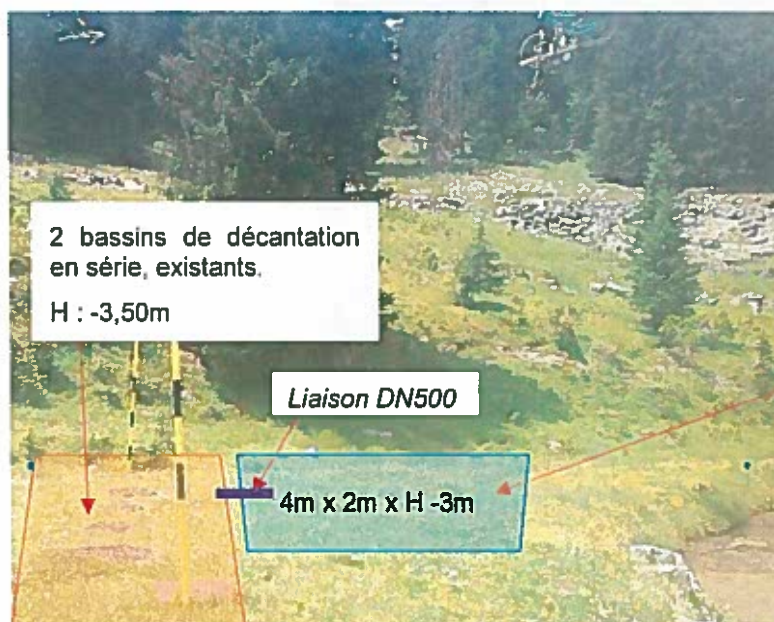 2 bassins de décantation
en série, existants.
H : -3,50m
Liaison DN500
4m x 2m x H -3m